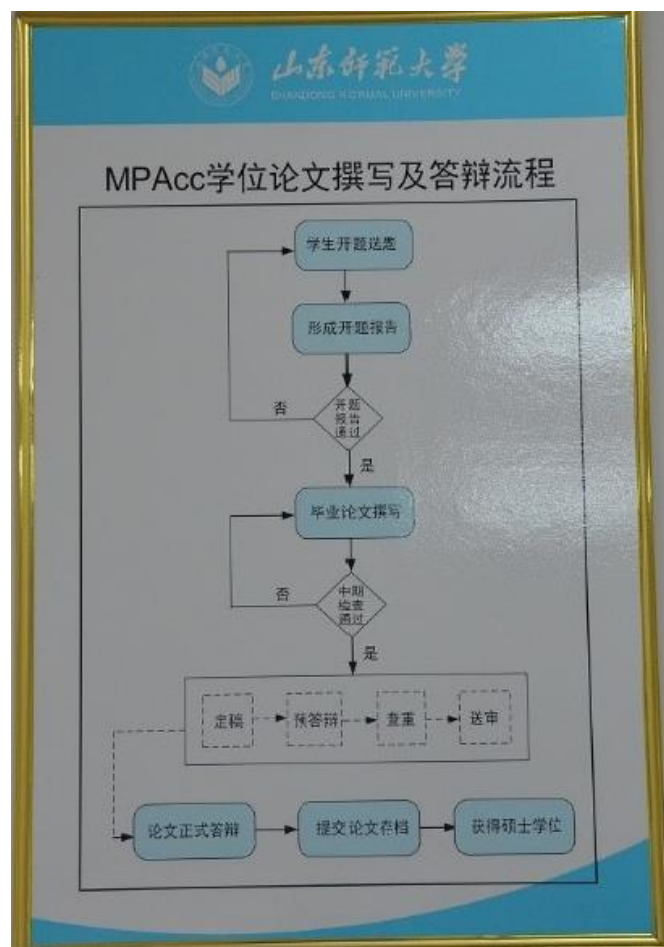 山东师范大学
SHANDONG NORMAL UNIVERSITY
MPAcc学位论文撰写及答辩流程
学生开题选题
形成开题报告
开题
报告
通过
否
是
毕业论文撰写
中期
检查
通过
否
是
定稿
预答辩
查重
送审
论文正式答辩
提交论文存档
获得硕士学位